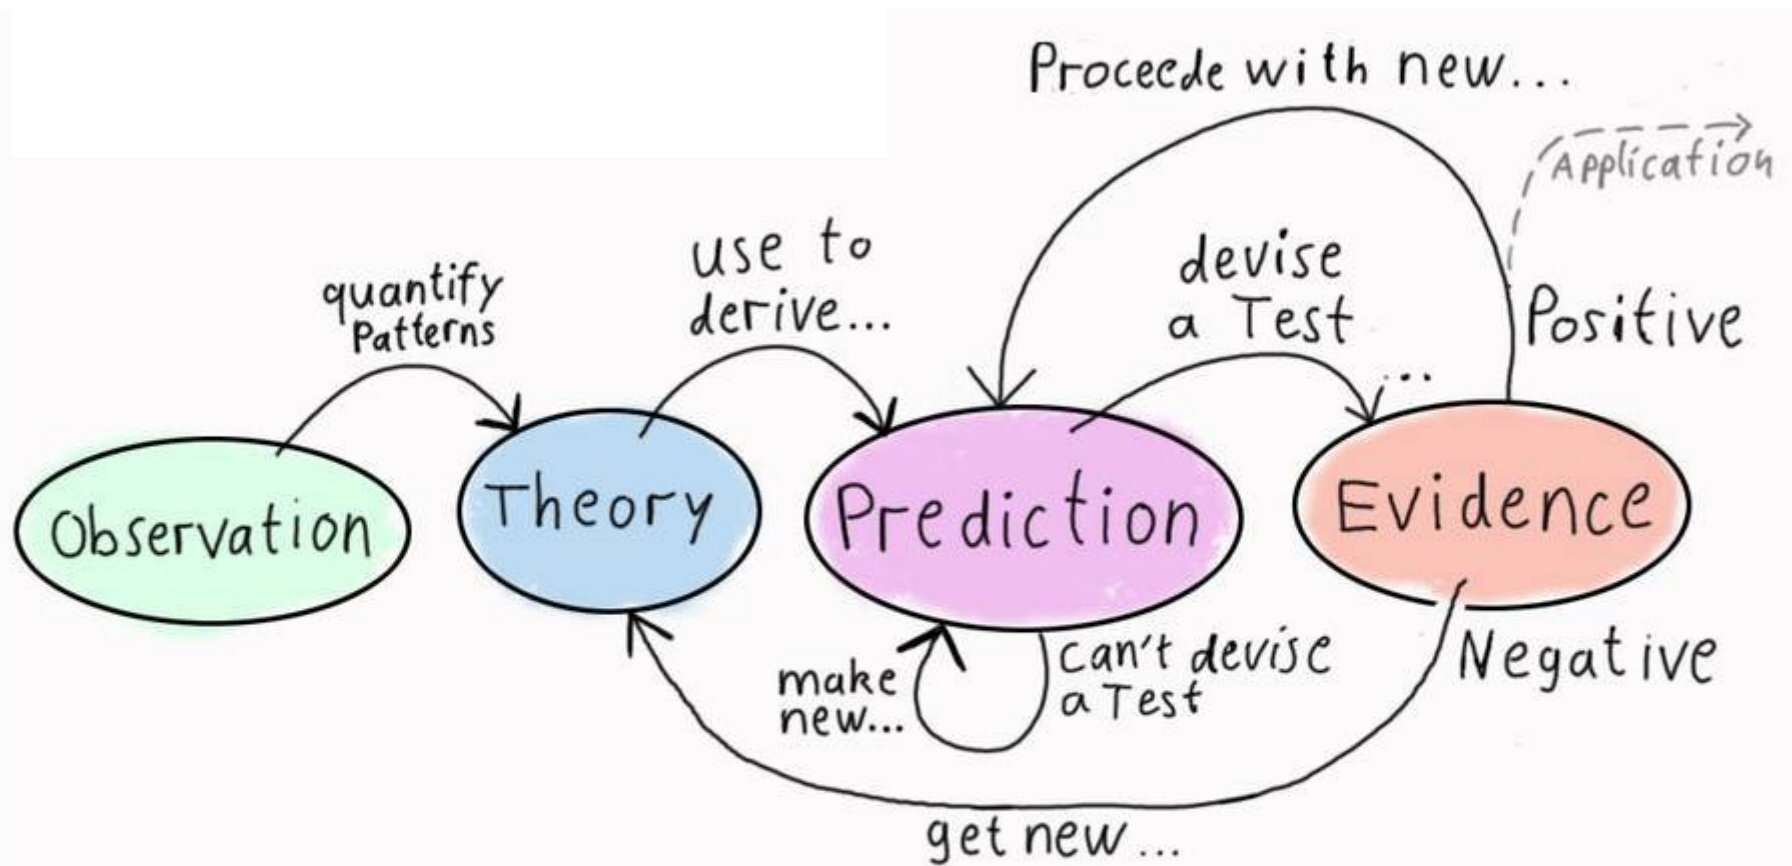 Proceede with new...
Application
use to
derive...
devise
a Test
...
quantify
Patterns
Positive
Observation
Theory
Prediction
Evidence
can't devise
a Test
make
new...
Negative
get new...